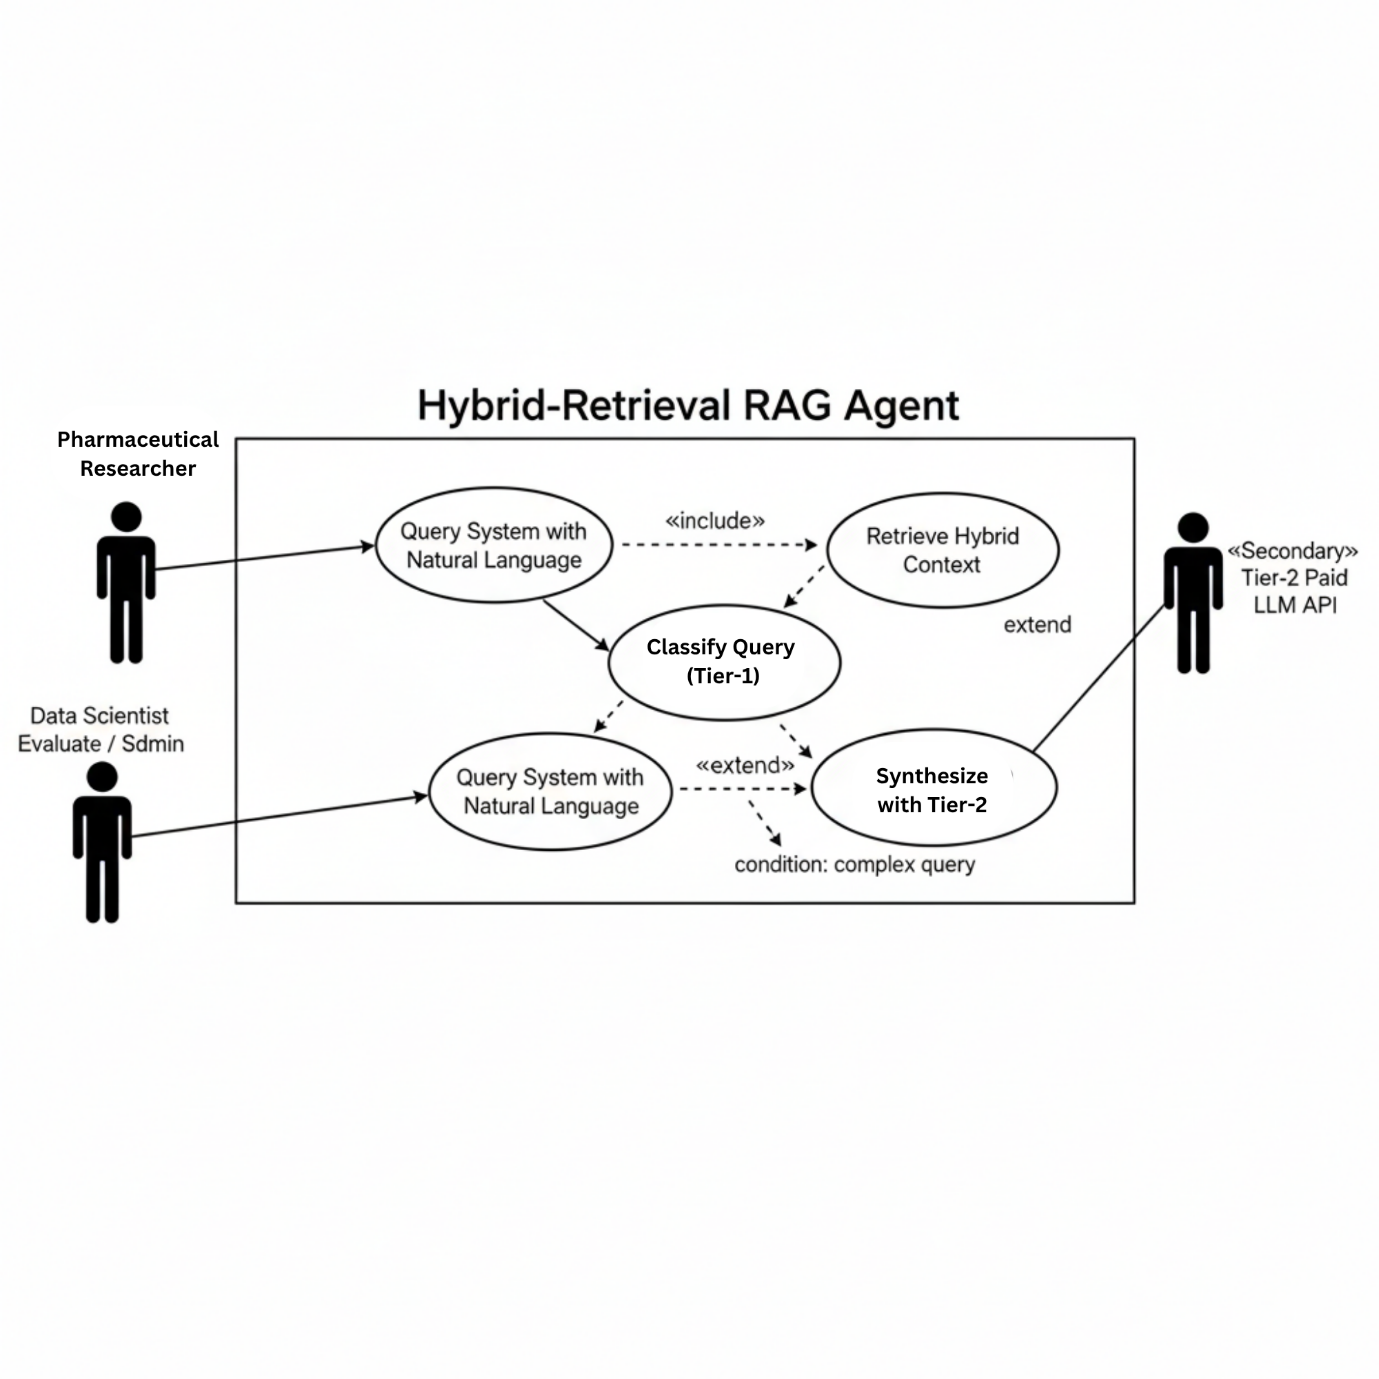 Hybrid-Retrieval RAG Agent
Pharmaceutical
Researcher
Query System with
Natural Language
«include»
Retrieve Hybrid
Context
«Secondary»
Tier-2 Paid
LLM API
extend
Classify Query
(Tier-1)
Data Scientist
Evaluate / Sdmin
Query System with
Natural Language
«extend»
Synthesize
with Tier-2
condition: complex query